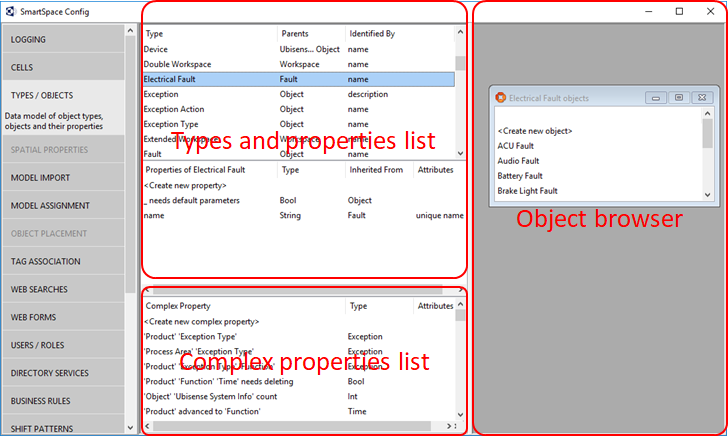 SmartSpace Config
LOGGING
CELLS
TYPES / OBJECTS
Data model of object types,
objects and their properties
SPATIAL PROPERTIES
MODEL IMPORT
MODEL ASSIGNMENT
OBJECT PLACEMENT
TAG ASSOCIATION
WEB SEARCHES
WEB FORMS
USERS / ROLES
DIRECTORY SERVICES
BUSINESS RULES
SHIFT PATTERNS
Type Parents Identified By
Device Ubisens... Object name
Double Workspace Workspace name
Electrical Fault Fault name
Exception Object description
Exception Action Object name
Exception Type Object name
Extended Workspace Workspace name
Fault Object name
Types and properties list
Properties of Electrical Fault Type Inherited From Attributes
<Create new property>
_ needs default parameters Bool Object
name String Fault unique name
Complex Property Type Attributes
<Create new complex property>
'Product' 'Exception Type' Exception
'Process Area' 'Exception Type' Exception
'Product' 'Exception Type' 'Function' Exception
'Product' 'Function' 'Time' needs deleting Bool
'Object' 'Ubisense System Info' count Int
'Product' advanced to 'Function' Time
Complex properties list
Electrical Fault objects
<Create new object>
ACU Fault
Audio Fault
Battery Fault
Brake Light Fault
Object browser